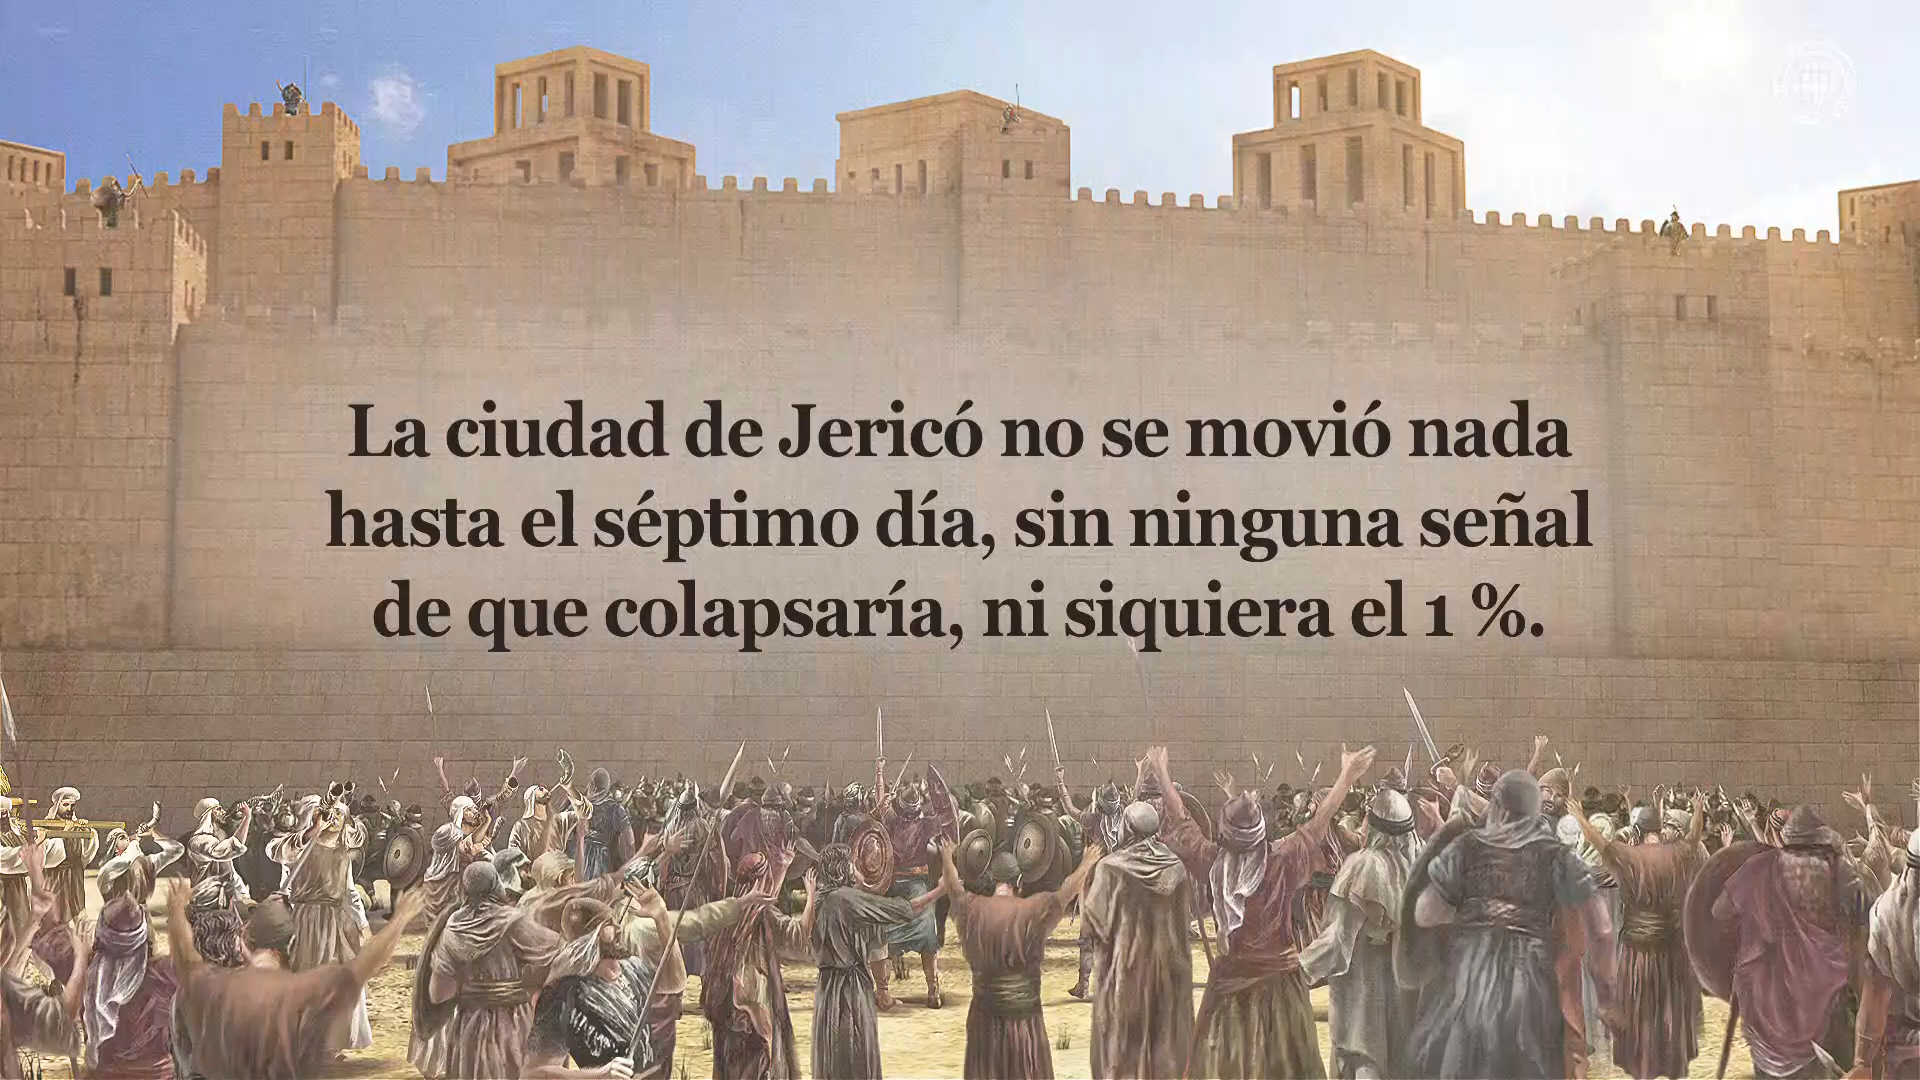 La ciudad de Jericó no se movió nada
hasta el séptimo día, sin ninguna señal
de que colapsaría, ni siquiera el 1 %.